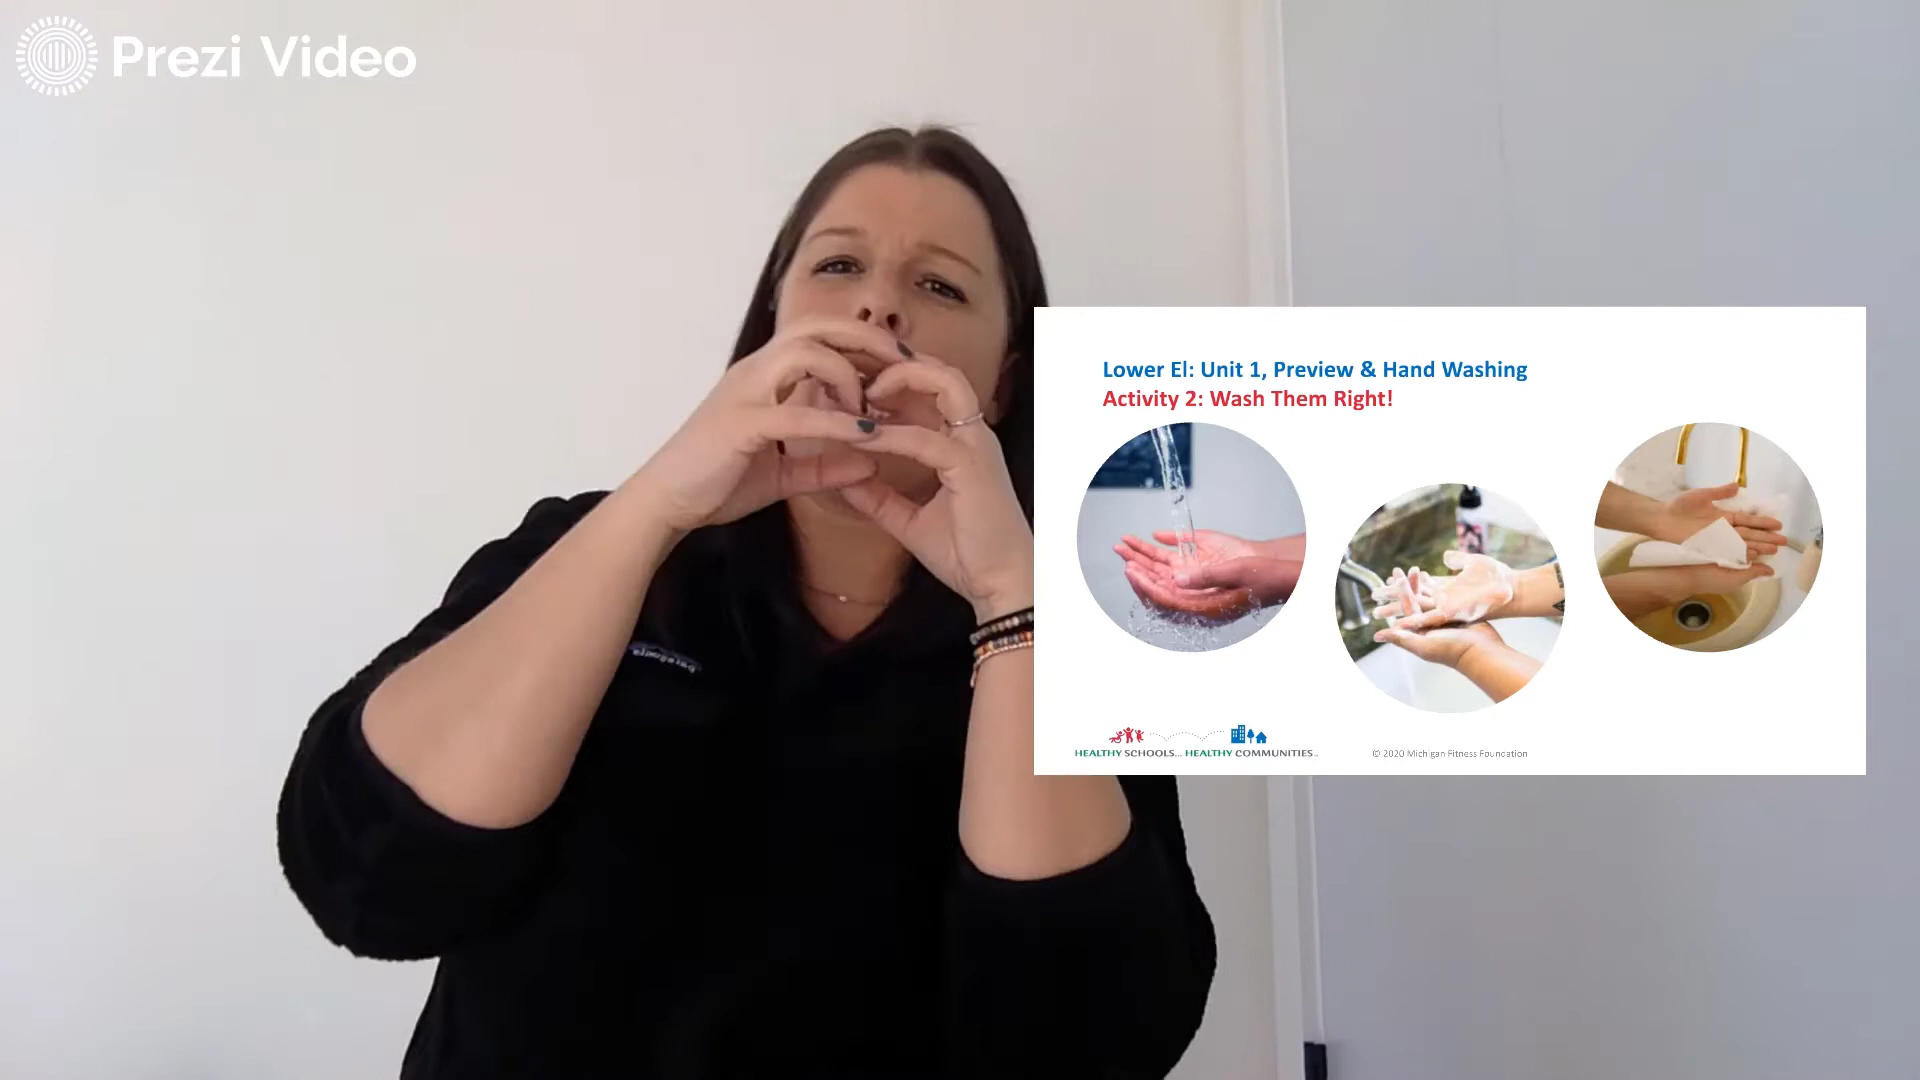 Prezi Video
Lower El: Unit 1, Preview & Hand Washing
Activity 2: Wash Them Right!
HEALTHY SCHOOLS... HEALTHY COMMUNITIES™
© 2020 Michigan Fitness Foundation